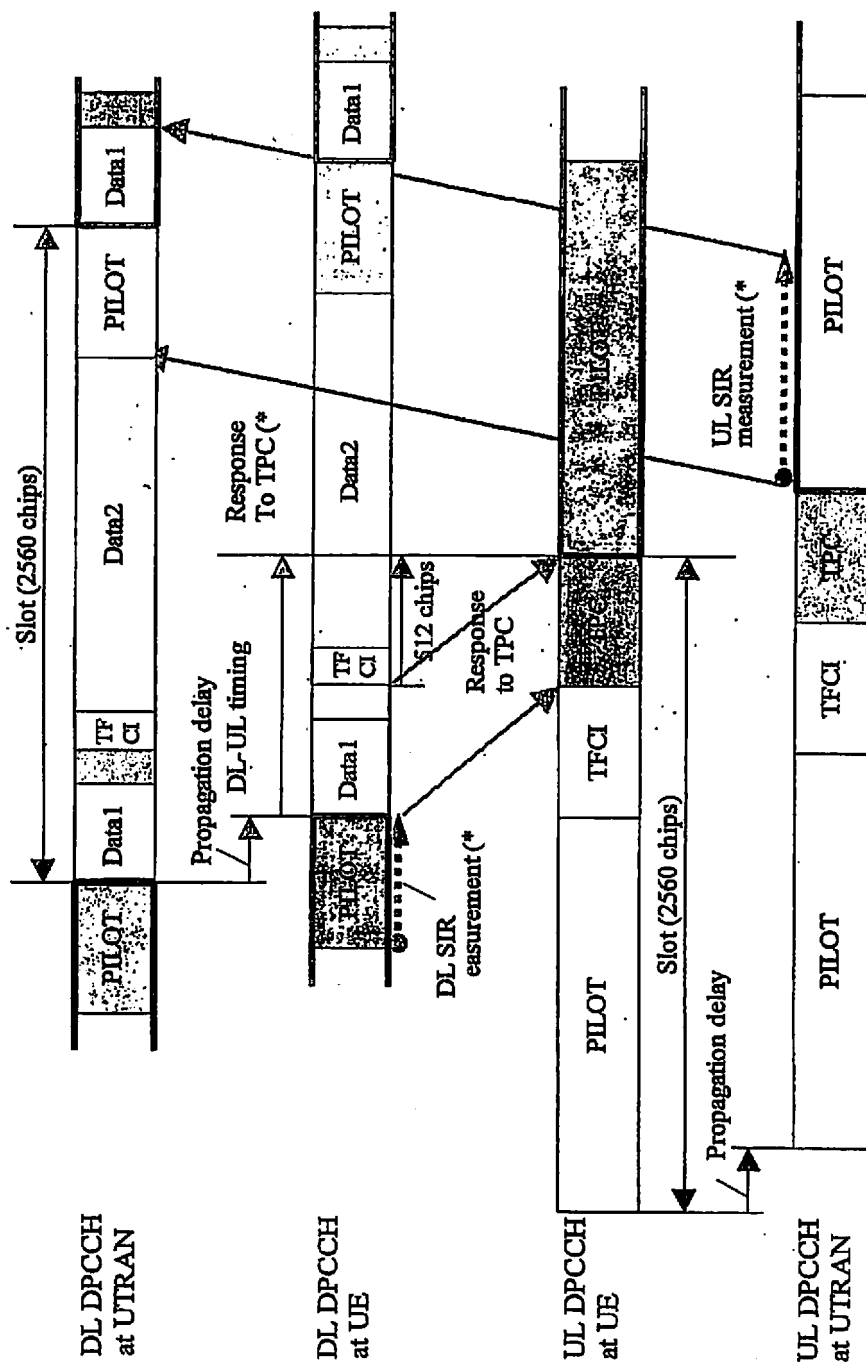 DL DPCCH
at UTRAN
PILOT
Data1
TF
CI
Data2
PILOT
Data1
Slot (2560 chips)
Propagation delay
DL-UL timing
Response
To TPC (*
DL DPCCH
at UE
PILOT
Data1
TF
CI
Data2
PILOT
Data1
512 chips
DL SIR
easurement (*
Response
to TPC
UL DPCCH
at UE
PILOT
TFCI
TPC
PILOT
Slot (2560 chips)
Propagation delay
UL SIR
measurement (*
UL DPCCH
at UTRAN
PILOT
TFCI
TPC
PILOT